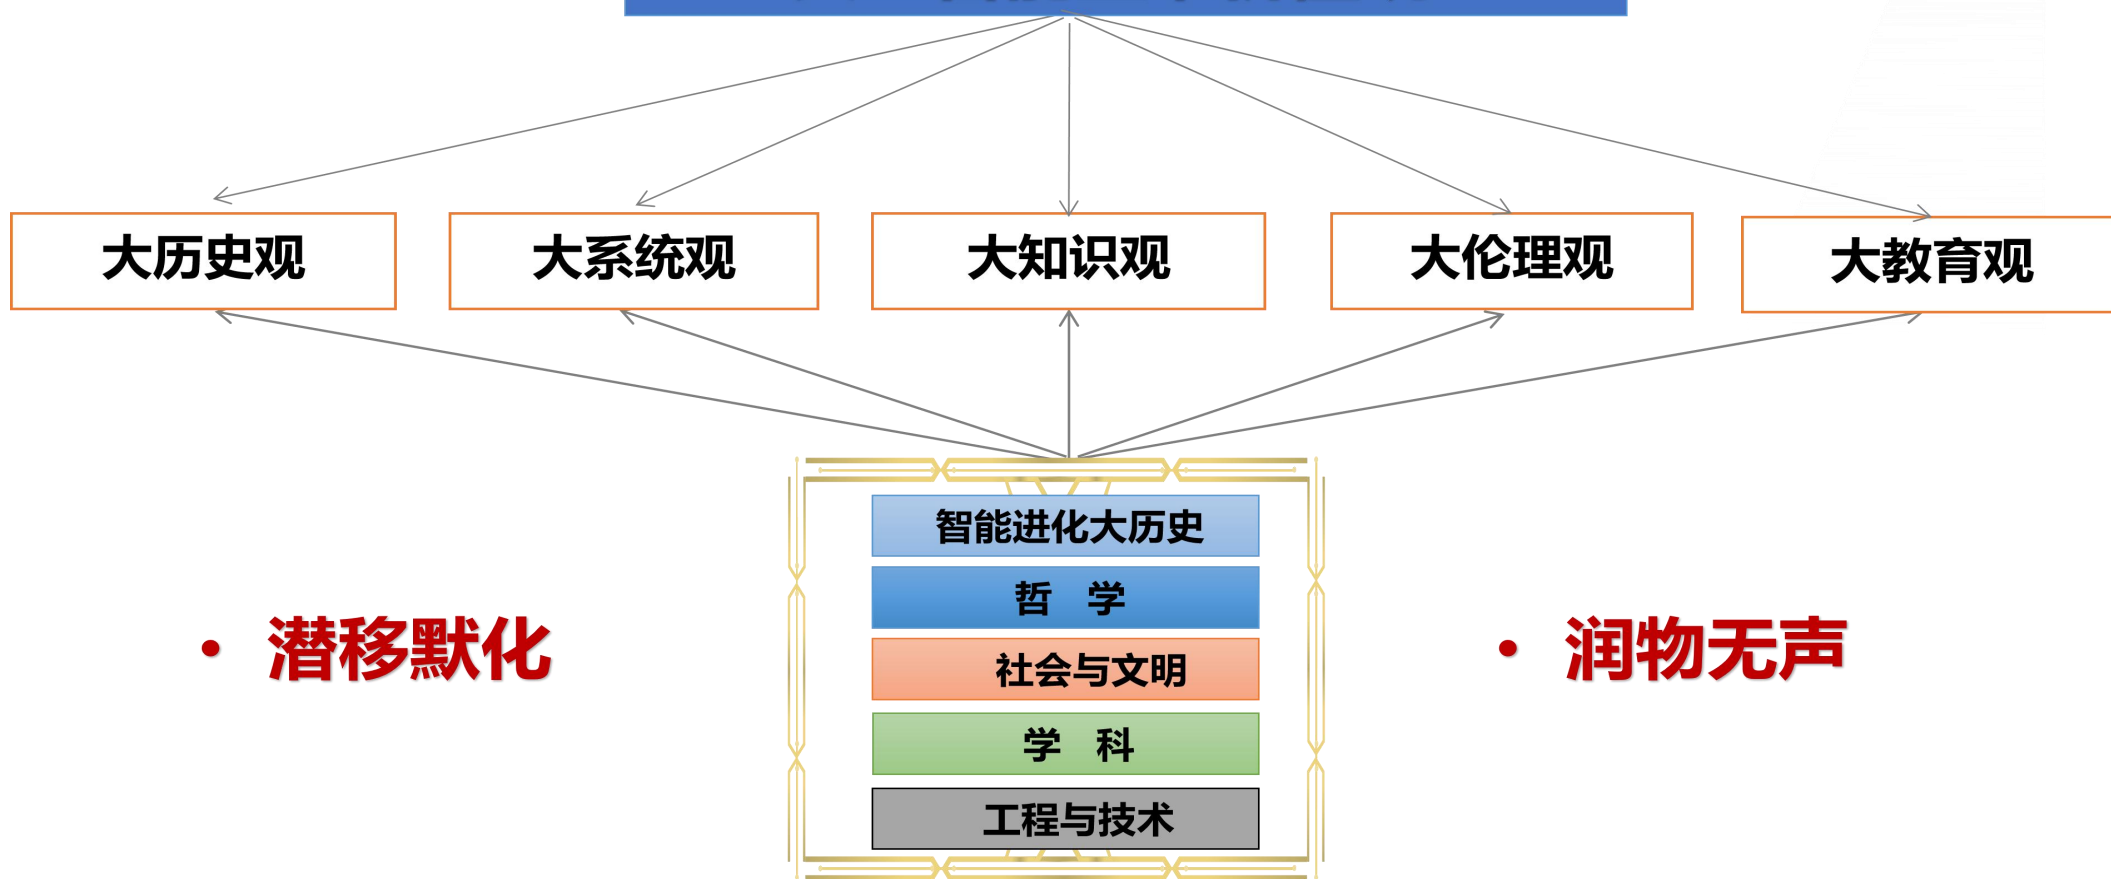 大历史观
大系统观
大知识观
大伦理观
大教育观
智能进化大历史
哲 学
• 潜移默化
• 润物无声
社会与文明
学 科
工程与技术